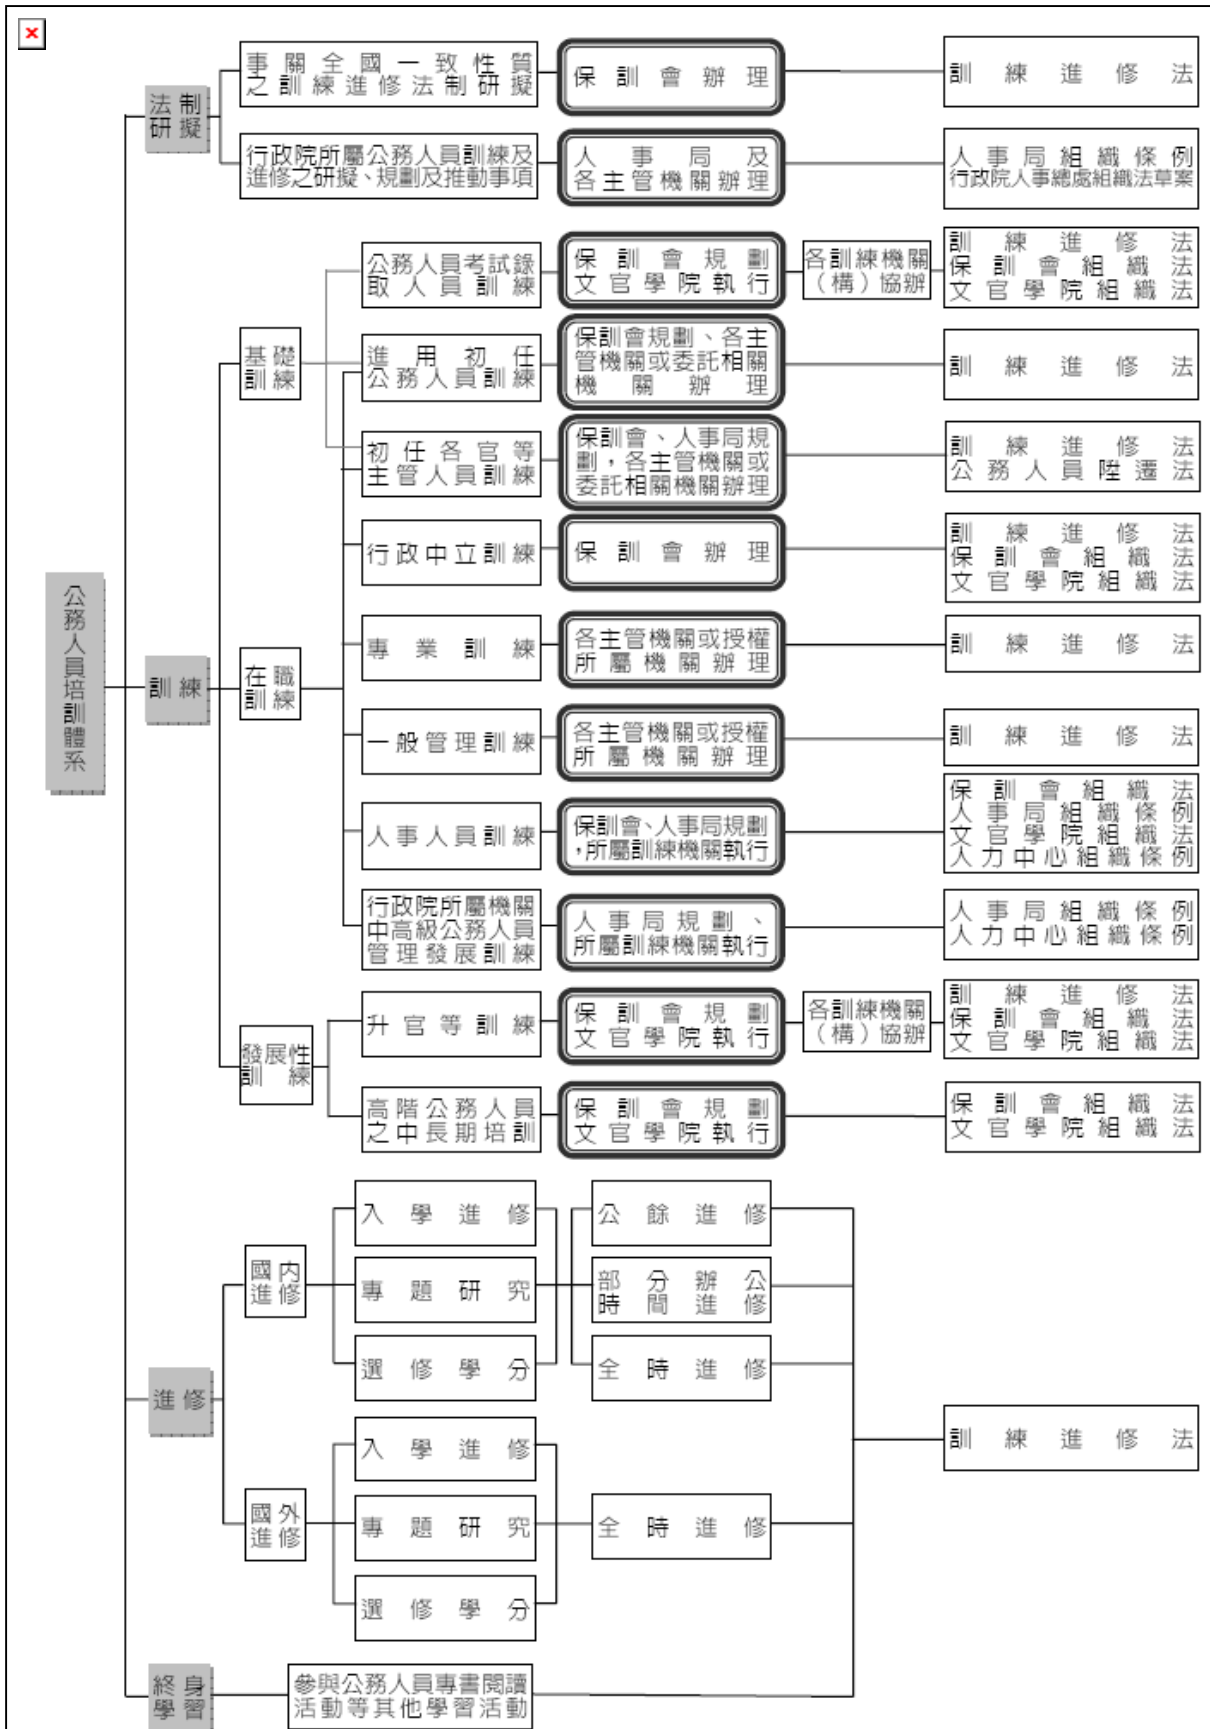 公務人員培訓體系
法制
研擬
事關全國一致性質
之訓練進修法制研擬
保訓會辦理
訓練進修法
行政院所屬公務人員訓練及
進修之研擬、規劃及推動事項
人事局及
各主管機關辦理
人事局組織條例
行政院人事總處組織法草案
訓練
基礎
訓練
公務人員考試錄
取人員訓練
保訓會規劃
文官學院執行
各訓練機關
（構）協辦
訓練進修法
保訓會組織法
文官學院組織法
進用初任
公務人員訓練
保訓會規劃、各主
管機關或委託相關
機關辦理
訓練進修法
初任各官等
主管人員訓練
保訓會、人事局規
劃，各主管機關或
委託相關機關辦理
訓練進修法
公務人員陞遷法
在職
訓練
行政中立訓練
保訓會辦理
訓練進修法
保訓會組織法
文官學院組織法
專業訓練
各主管機關或授權
所屬機關辦理
訓練進修法
一般管理訓練
各主管機關或授權
所屬機關辦理
訓練進修法
人事人員訓練
保訓會、人事局規劃
，所屬訓練機關執行
保訓會組織法
人事局組織條例
文官學院組織法
人力中心組織條例
行政院所屬機關
中高級公務人員
管理發展訓練
人事局規劃、
所屬訓練機關執行
人事局組織條例
人力中心組織條例
發展性
訓練
升官等訓練
保訓會規劃
文官學院執行
各訓練機關
（構）協辦
訓練進修法
保訓會組織法
文官學院組織法
高階公務人員
之中長期培訓
保訓會規劃
文官學院執行
保訓會組織法
文官學院組織法
進修
國內
進修
入學進修
專題研究
選修學分
公餘進修
部分辦公
時間進修
全時進修
國外
進修
入學進修
專題研究
選修學分
全時進修
訓練進修法
終身
學習
參與公務人員專書閱讀
活動等其他學習活動